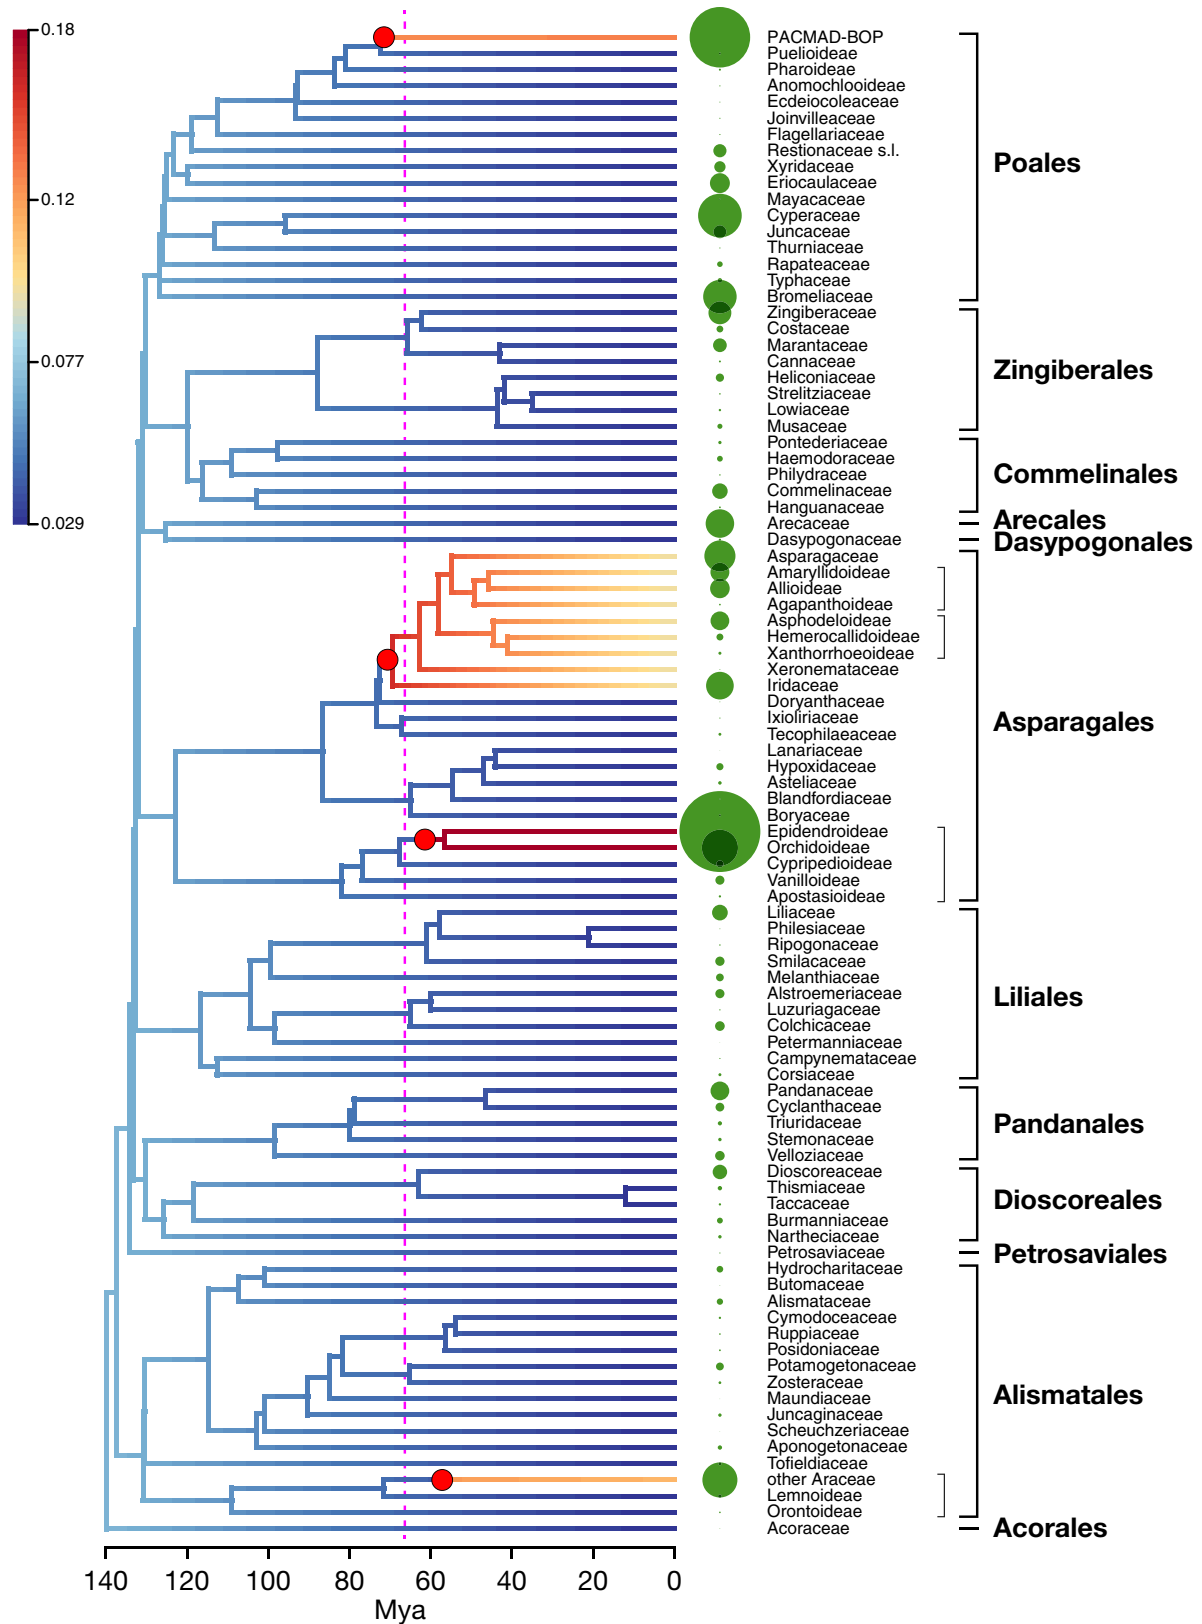 0.18
0.12
0.077
0.029
PACMAD-BOP
Puelioideae
Pharoideae
Anomochlooideae
Ecdeiocoleaceae
Joinvilleaceae
Flagellariaceae
Restionaceae s.l.
Xyridaceae
Eriocaulaceae
Mayacaceae
Cyperaceae
Juncaceae
Thurniaceae
Rapateaceae
Typhaceae
Bromeliaceae
Zingiberaceae
Costaceae
Marantaceae
Cannaceae
Heliconiaceae
Strelitziaceae
Lowiaceae
Musaceae
Pontederiaceae
Haemodoraceae
Philydraceae
Commelinaceae
Hanguanaceae
Arecaceae
Dasypogonaceae
Asparagaceae
Amaryllidoideae
Allioideae
Agapanthoideae
Asphodeloideae
Hemerocallidoideae
Xanthorrhoeoideae
Xeronemataceae
Iridaceae
Doryanthaceae
Ixioliriaceae
Tecophilaeaceae
Lanariaceae
Hypoxidaceae
Asteliaceae
Blandfordiaceae
Boryaceae
Epidendroideae
Orchidoideae
Cypripedioideae
Vanilloideae
Apostasioideae
Liliaceae
Philesiaceae
Ripogonaceae
Smilacaceae
Melanthiaceae
Alstroemeriaceae
Luzuriagaceae
Colchicaceae
Petermanniaceae
Campynemataceae
Corsiaceae
Pandanaceae
Cyclanthaceae
Triuridaceae
Stemonaceae
Velloziaceae
Dioscoreaceae
Thismiaceae
Taccaceae
Burmanniaceae
Nartheciaceae
Petrosaviaceae
Hydrocharitaceae
Butomaceae
Alismataceae
Cymodoceaceae
Ruppiaceae
Posidoniaceae
Potamogetonaceae
Zosteraceae
Maundiaceae
Juncaginaceae
Scheuchzeriaceae
Aponogetonaceae
Tofieldiaceae
other Araceae
Lemnoideae
Orontoideae
Acoraceae
Poales
Zingiberales
Commelinales
Arecales
Dasypogonales
Asparagales
Liliales
Pandanales
Dioscoreales
Petrosaviales
Alismatales
Acorales
140 120 100 80 60 40 20 0
Mya